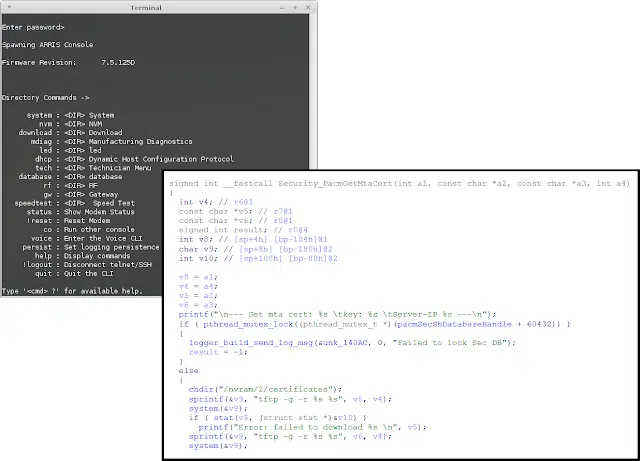 Terminal
Enter password>
Spawning ARRIS Console
Firmware Revision: 7.5.125D
Directory Commands ->
system : <DIR> System
nvm : <DIR> NVM
download : <DIR> Download
mdiag : <DIR> Manufacturing Diagnostics
led : <DIR> led
dhcp : <DIR> Dynamic Host Configuration Protocol
tech : <DIR> Technician Menu
database : <DIR> database
rf : <DIR> RF
gw : <DIR> Gateway
speedtest : <DIR> Speed Test
status : Show Modem Status
!reset : Reset Modem
co : Run other console
voice : Enter the Voice CLI
persist : Set logging persistence
help : Display commands
!logout : Disconnect telnet/SSH
quit : Quit the CLI
Type '<cmd> ?' for available help.
signed int __fastcall Security_PacmGetMtaCert(int a1, const char *a2, const char *a3, int a4)
{
int v4; // r6@1
const char *v5; // r7@1
const char *v6; // r8@1
signed int result; // r0@4
int v8; // [sp+4h] [bp-184h]@1
char v9; // [sp+8h] [bp-180h]@2
int v10; // [sp+108h] [bp-80h]@2
v8 = a1;
v4 = a4;
v5 = a2;
v6 = a3;
printf("\n--- Get mta cert: %s \tkey: %s \tServer-IP %s ---\n");
if ( pthread_mutex_lock((pthread_mutex_t *)(pacmSecShDatabaseHandle + 60432)) )
{
logger_build_send_log_msg(&unk_140AC, 0, "Failed to lock Sec DB");
result = -1;
}
else
{
chdir("/nvram/2/certificates");
sprintf(&v9, "tftp -g -r %s %s", v5, v4);
system(&v9);
if ( stat(v5, (struct stat *)&v10) )
printf("Error: failed to download %s \n", v5);
sprintf(&v9, "tftp -g -r %s %s", v6, v4);
system(&v9);